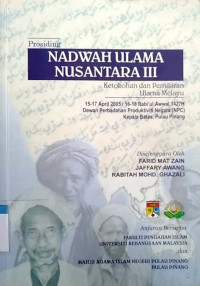 Prosiding
NADWAH ULAMA
NUSANTARA III
Ketokohan dan Pemikiran
Ulama Melayu
15-17 April 2006 / 16-18 Rabi'ul Awwal 1427H
Dewan Perbadanan Produktiviti Negara (NPC)
Kepala Batas, Pulau Pinang
Diselenggara Oleh
FARID MAT ZAIN
JAFFARY AWANG
RABITAH MOHD. GHAZALI
Anjuran Bersama
FAKULTI PENGAJIAN ISLAM
UNIVERSITI KEBANGSAAN MALAYSIA
dan
MAJLIS AGAMA ISLAM NEGERI PULAU PINANG
PULAU PINANG